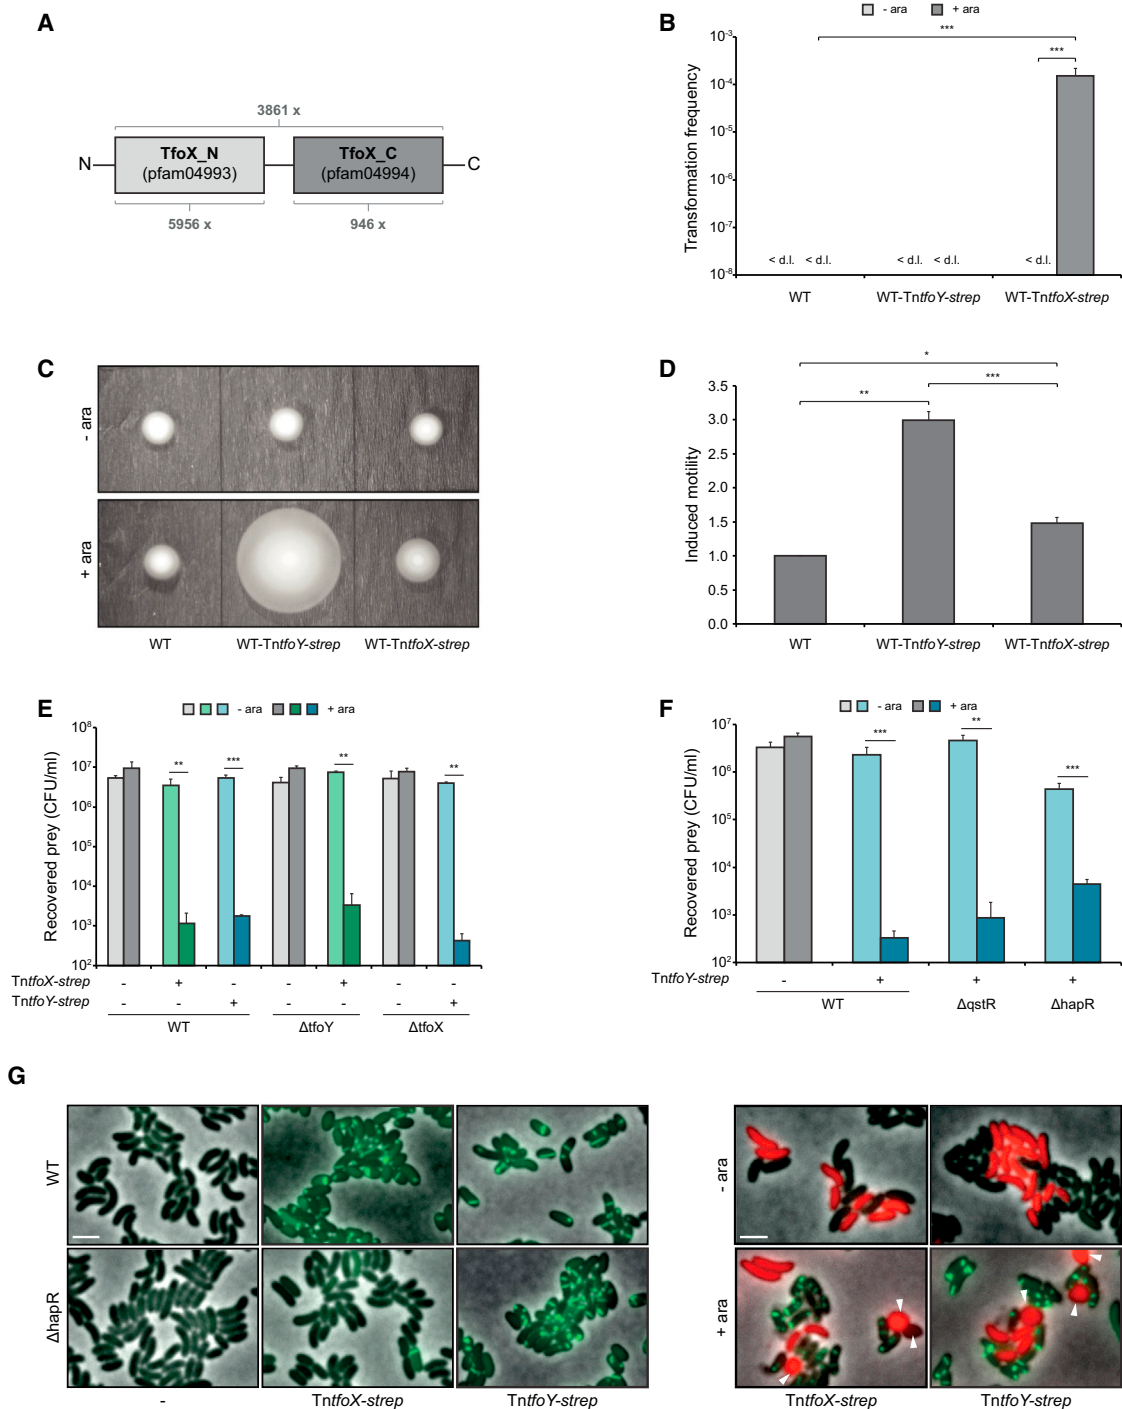 A
3861 x
N
TfoX_N
(pfam04993)
TfoX_C
(pfam04994)
C
5956 x
946 x
B
- ara
+ ara
***
***
Transformation frequency
10⁻³
10⁻⁴
10⁻⁵
10⁻⁶
10⁻⁷
10⁻⁸
< d.l.
< d.l.
< d.l.
< d.l.
< d.l.
WT
WT-TntfoY-strep
WT-TntfoX-strep
C
- ara
+ ara
WT
WT-TntfoY-strep
WT-TntfoX-strep
D
*
***
**
Induced motility
3.5
3.0
2.5
2.0
1.5
1.0
0.5
0.0
WT
WT-TntfoY-strep
WT-TntfoX-strep
E
- ara
+ ara
Recovered prey (CFU/ml)
10⁸
10⁷
10⁶
10⁵
10⁴
10³
10²
**
***
**
**
TntfoX-strep - + - - + - -
TntfoY-strep - - + - - - +
WT
ΔtfoY
ΔtfoX
F
- ara
+ ara
Recovered prey (CFU/ml)
10⁷
10⁶
10⁵
10⁴
10³
10²
***
**
***
TntfoY-strep - + + +
WT
ΔqstR
ΔhapR
G
WT
ΔhapR
-
TntfoX-strep
TntfoY-strep
- ara
+ ara
TntfoX-strep
TntfoY-strep